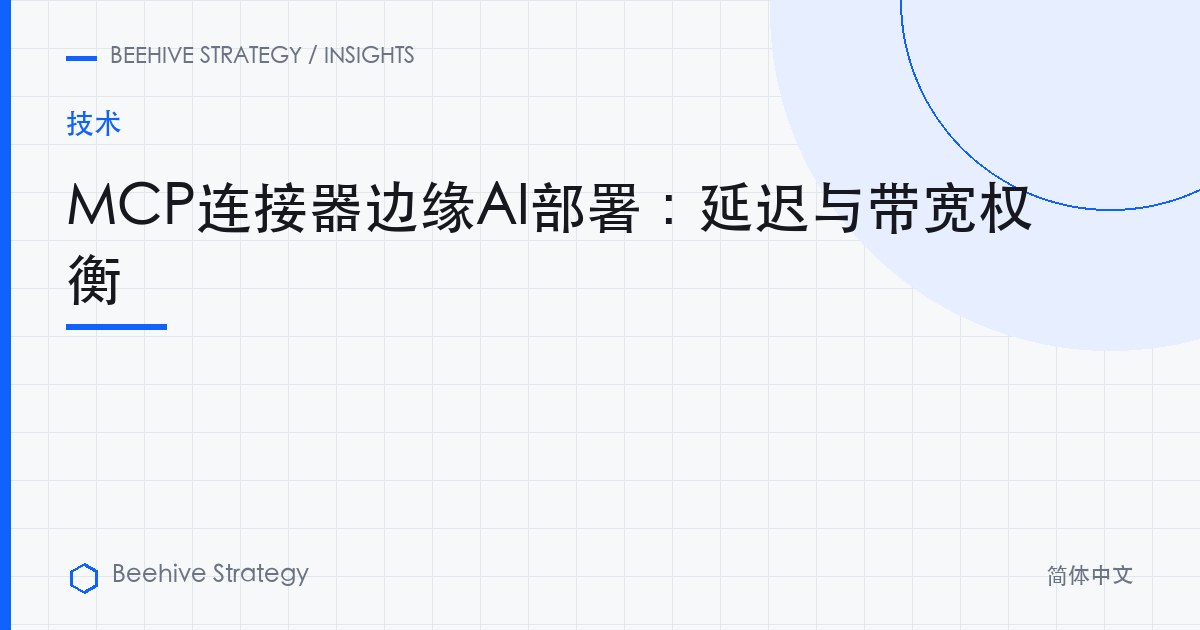 BEEHIVE STRATEGY / INSIGHTS
技术
MCP连接器边缘AI部署：延迟与带宽权
衡
Beehive Strategy
简体中文